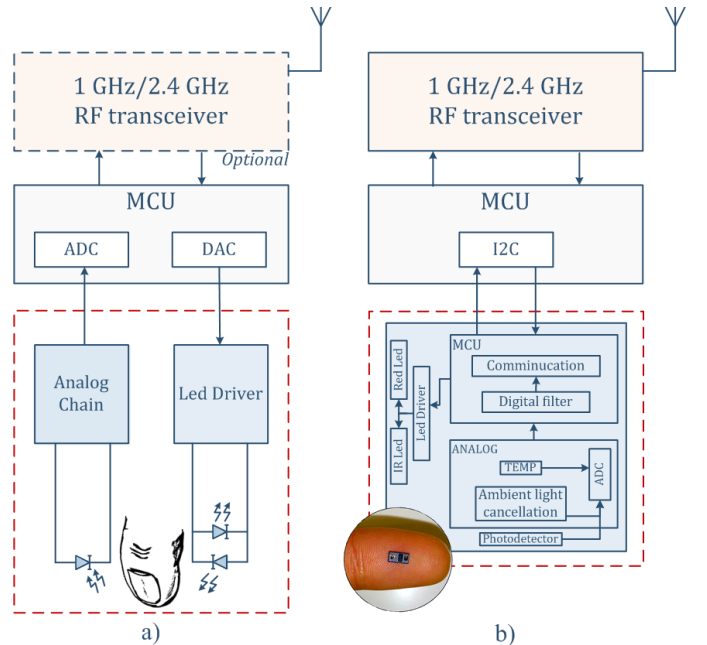 1 GHz/2.4 GHz
RF transceiver
Optional
MCU
ADC
DAC
Analog
Chain
Led Driver
a)
1 GHz/2.4 GHz
RF transceiver
MCU
I2C
MCU
Comminucation
Digital filter
Red Led
Led Driver
IR Led
ANALOG
TEMP
ADC
Ambient light
cancellation
Photodetector
b)